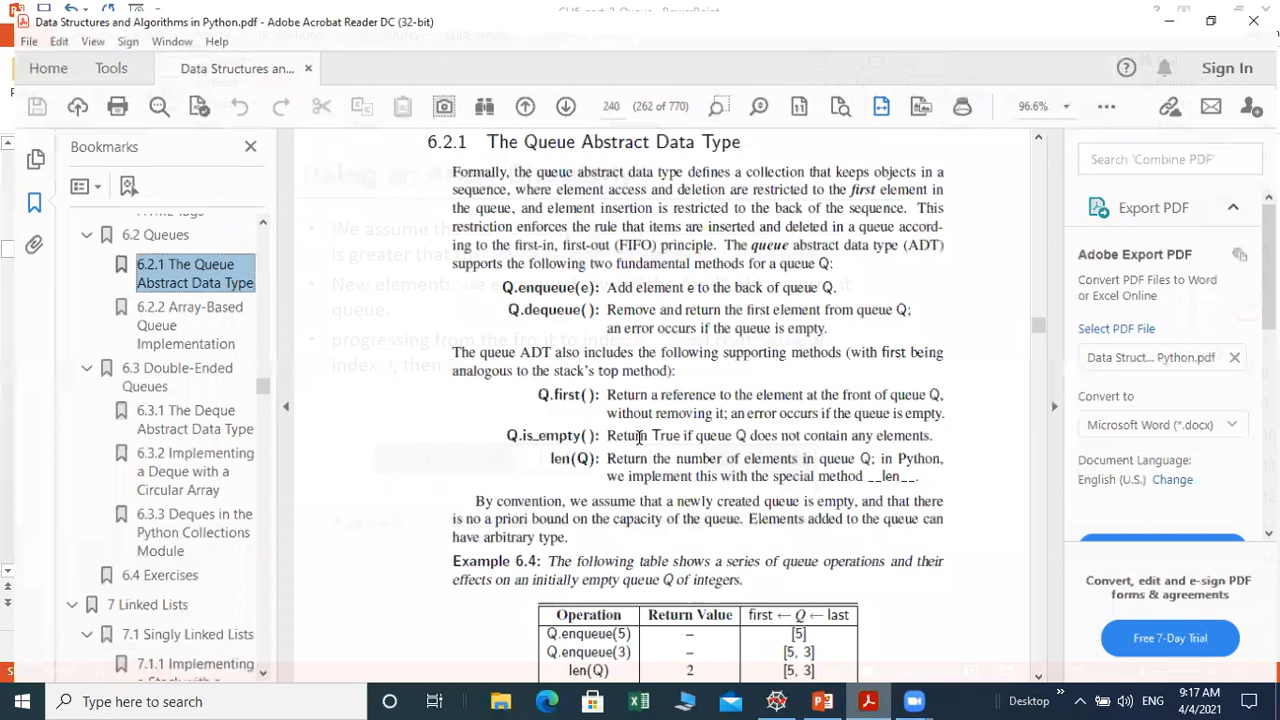 Data Structures and Algorithms in Python.pdf - Adobe Acrobat Reader DC (32-bit)
File Edit View Sign Window Help
Home Tools Data Structures an... × Sign In
240 (262 of 770) 96.6%
Bookmarks
6.2 Queues
6.2.1 The Queue
Abstract Data Type
6.2.2 Array-Based
Queue
Implementation
6.3 Double-Ended
Queues
6.3.1 The Deque
Abstract Data Type
6.3.2 Implementing
a Deque with a
Circular Array
6.3.3 Deques in the
Python Collections
Module
6.4 Exercises
7 Linked Lists
7.1 Singly Linked Lists
7.1.1 Implementing
6.2.1 The Queue Abstract Data Type
Formally, the queue abstract data type defines a collection that keeps objects in a
sequence, where element access and deletion are restricted to the first element in
the queue, and element insertion is restricted to the back of the sequence. This
restriction enforces the rule that items are inserted and deleted in a queue accord-
ing to the first-in, first-out (FIFO) principle. The queue abstract data type (ADT)
supports the following two fundamental methods for a queue Q:
Q.enqueue(e): Add element e to the back of queue Q.
Q.dequeue( ): Remove and return the first element from queue Q;
an error occurs if the queue is empty.
The queue ADT also includes the following supporting methods (with first being
analogous to the stack's top method):
Q.first( ): Return a reference to the element at the front of queue Q,
without removing it; an error occurs if the queue is empty.
Q.is_empty( ): Return True if queue Q does not contain any elements.
len(Q): Return the number of elements in queue Q; in Python,
we implement this with the special method __len__.
By convention, we assume that a newly created queue is empty, and that there
is no a priori bound on the capacity of the queue. Elements added to the queue can
have arbitrary type.
Example 6.4: The following table shows a series of queue operations and their
effects on an initially empty queue Q of integers.
Operation Return Value first ← Q ← last
Q.enqueue(5) – [5]
Q.enqueue(3) – [5, 3]
len(Q) 2 [5, 3]
Search 'Combine PDF'
Export PDF
Adobe Export PDF
Convert PDF Files to Word
or Excel Online
Select PDF File
Data Struct... Python.pdf ×
Convert to
Microsoft Word (*.docx)
Document Language:
English (U.S.) Change
Convert, edit and e-sign PDF
forms & agreements
Free 7-Day Trial
Type here to search
Desktop
9:17 AM
4/4/2021